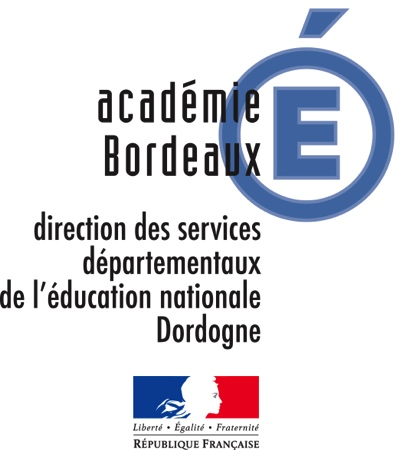 académie
Bordeaux
É
direction des services
départementaux
de l'éducation nationale
Dordogne
Liberté • Égalité • Fraternité
RÉPUBLIQUE FRANÇAISE